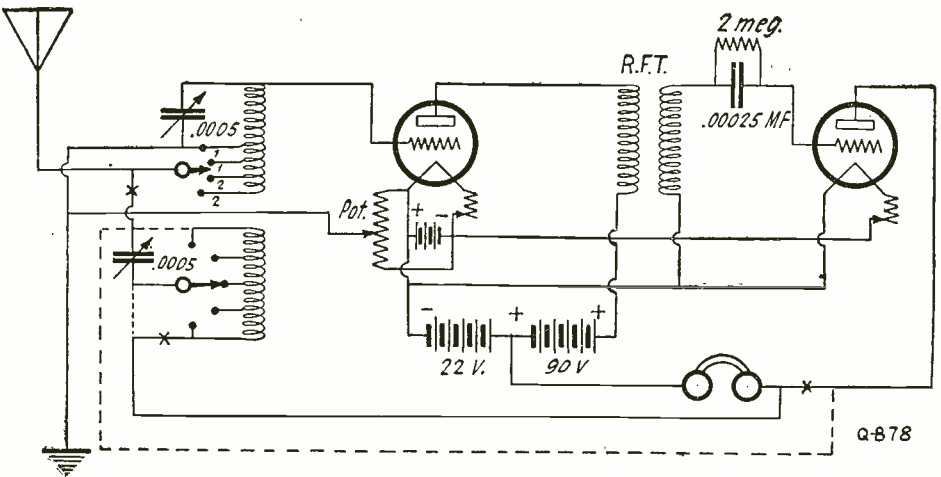 2 meg.
R.F.T.
.0005
.00025 MF
1
1
2
2
Pot.
+
-
.0005
-
+
+
22 V.
90 V
Q-878